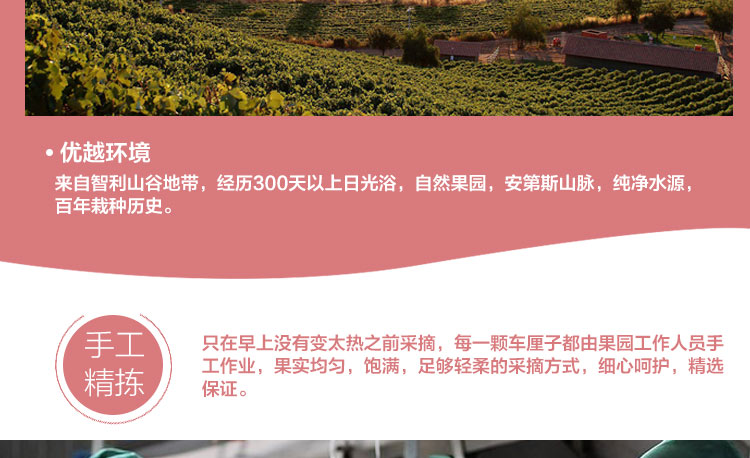 • 优越环境
来自智利山谷地带，经历300天以上日光浴，自然果园，安第斯山脉，纯净水源，
百年栽种历史。
手工
精拣
只在早上没有变太热之前采摘，每一颗车厘子都由果园工作人员手
工作业，果实均匀，饱满，足够轻柔的采摘方式，细心呵护，精选
保证。